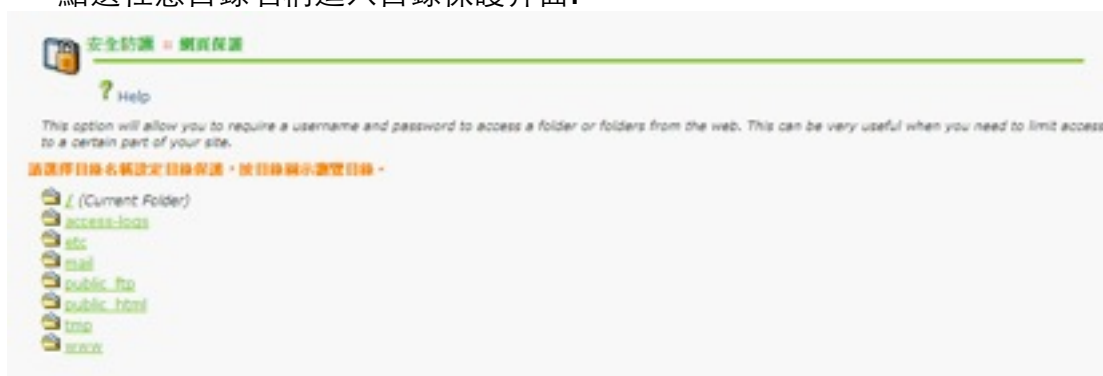 點選任意目錄名稱進入目錄保護界面:
安全防護 = 網頁保護
? Help
This option will allow you to require a username and password to access a folder or folders from the web. This can be very useful when you need to limit access
to a certain part of your site.
請選擇目錄名稱設定目錄保護，按目錄圖示瀏覽目錄。
/ (Current Folder)
access-logs
etc
mail
public_ftp
public_html
tmp
www